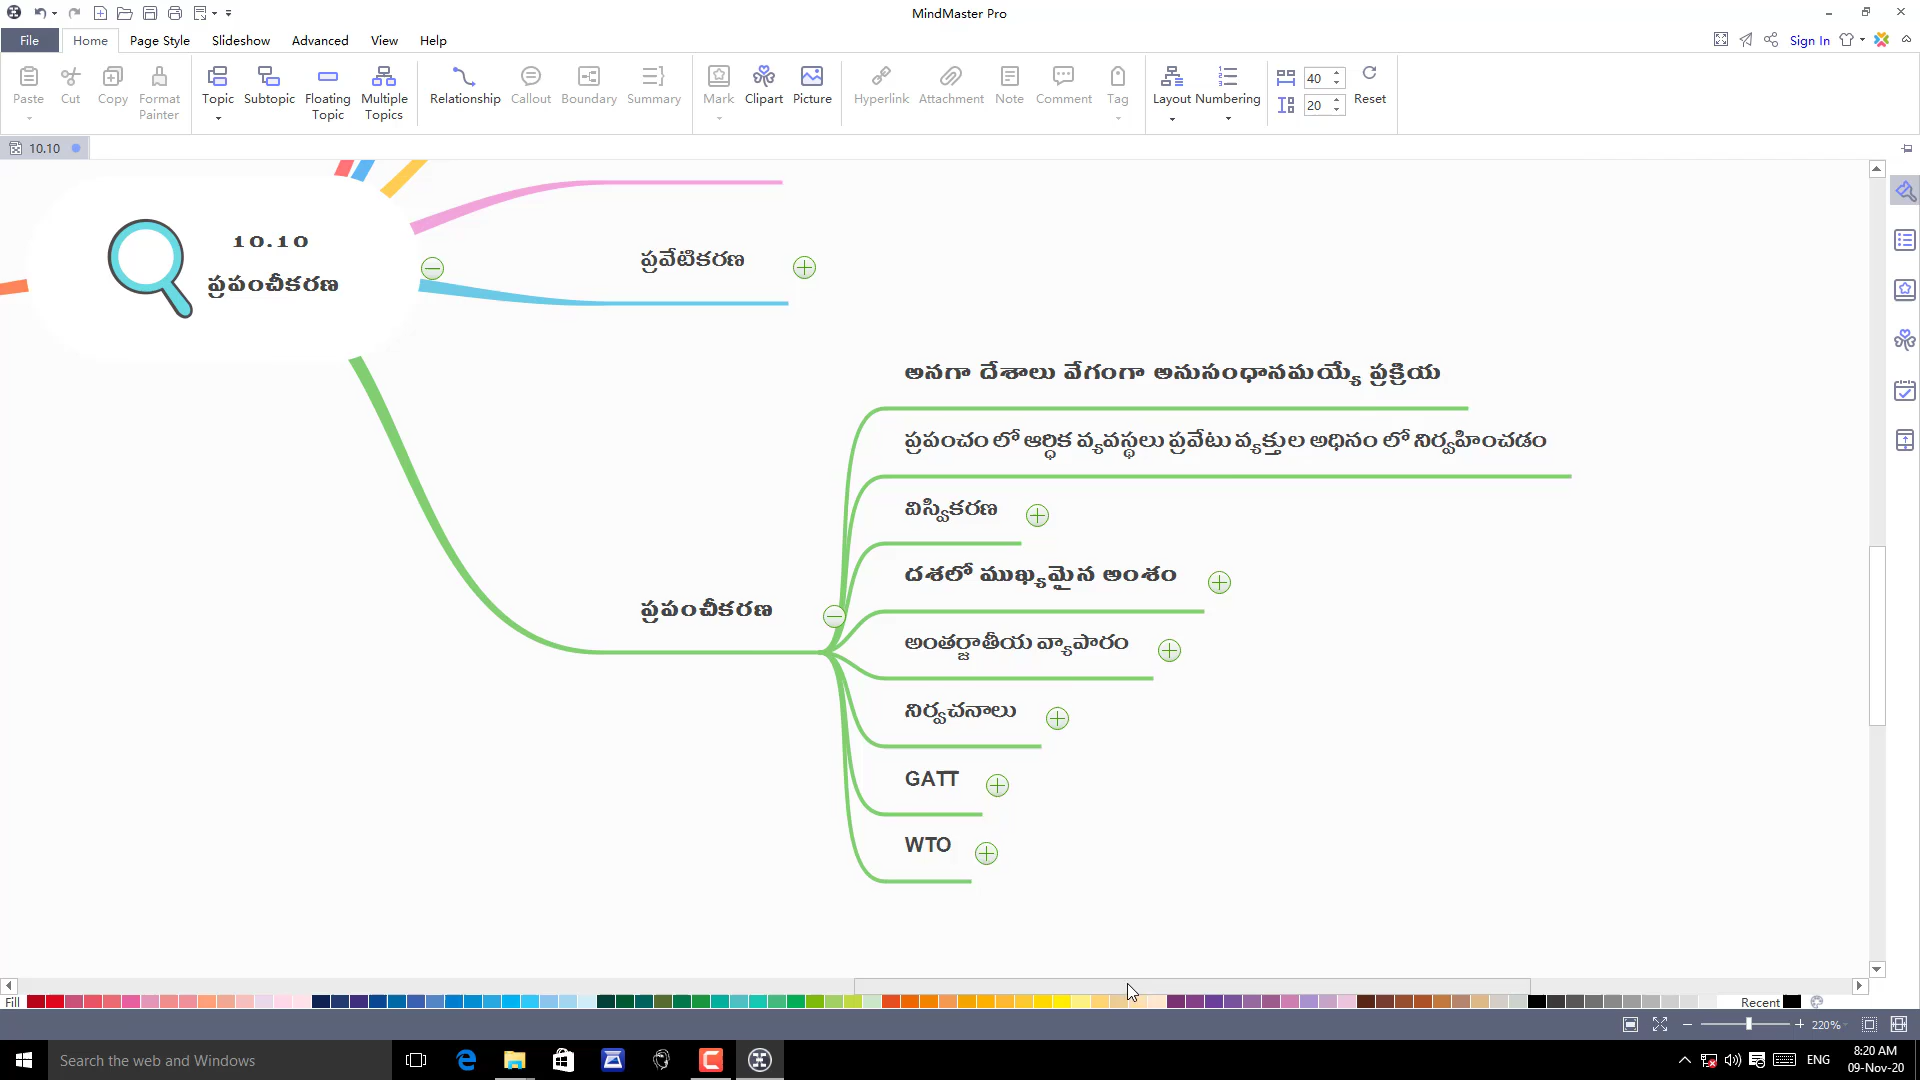 MindMaster Pro
File Home Page Style Slideshow Advanced View Help
Sign In
Paste Cut Copy Format Painter
Topic Subtopic Floating Topic Multiple Topics
Relationship Callout Boundary Summary
Mark Clipart Picture
Hyperlink Attachment Note Comment Tag
Layout Numbering
40
20
Reset
10.10
10.10
ప్రపంచీకరణ
ప్రవేటికరణ
అనగా దేశాలు వేగంగా అనుసంధానమయ్యే ప్రక్రియ
ప్రపంచం లో ఆర్ధిక వ్యవస్థలు ప్రవేటు వ్యక్తుల అధినం లో నిర్వహించడం
విస్వికరణ
దశలో ముఖ్యమైన అంశం
ప్రపంచీకరణ
అంతర్జాతీయ వ్యాపారం
నిర్వచనాలు
GATT
WTO
Fill
Recent
220%
Search the web and Windows
ENG
8:20 AM
09-Nov-20